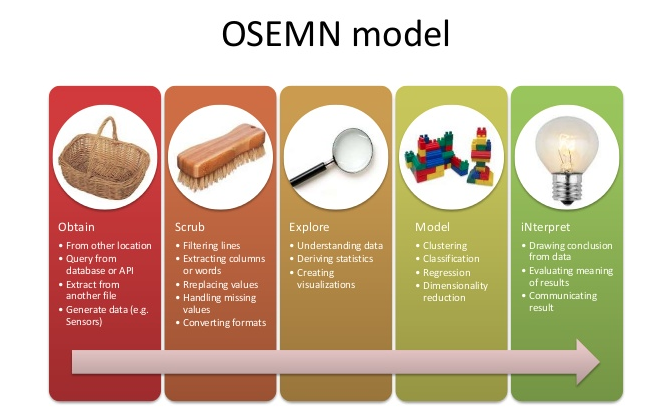 OSEMN model
Obtain
• From other location
• Query from
database or API
• Extract from
another file
• Generate data (e.g.
Sensors)
Scrub
• Filtering lines
• Extracting columns
or words
• Rreplacing values
• Handling missing
values
• Converting formats
Explore
• Understanding data
• Deriving statistics
• Creating
visualizations
Model
• Clustering
• Classification
• Regression
• Dimensionality
reduction
iNterpret
• Drawing conclusion
from data
• Evaluating meaning
of results
• Communicating
result